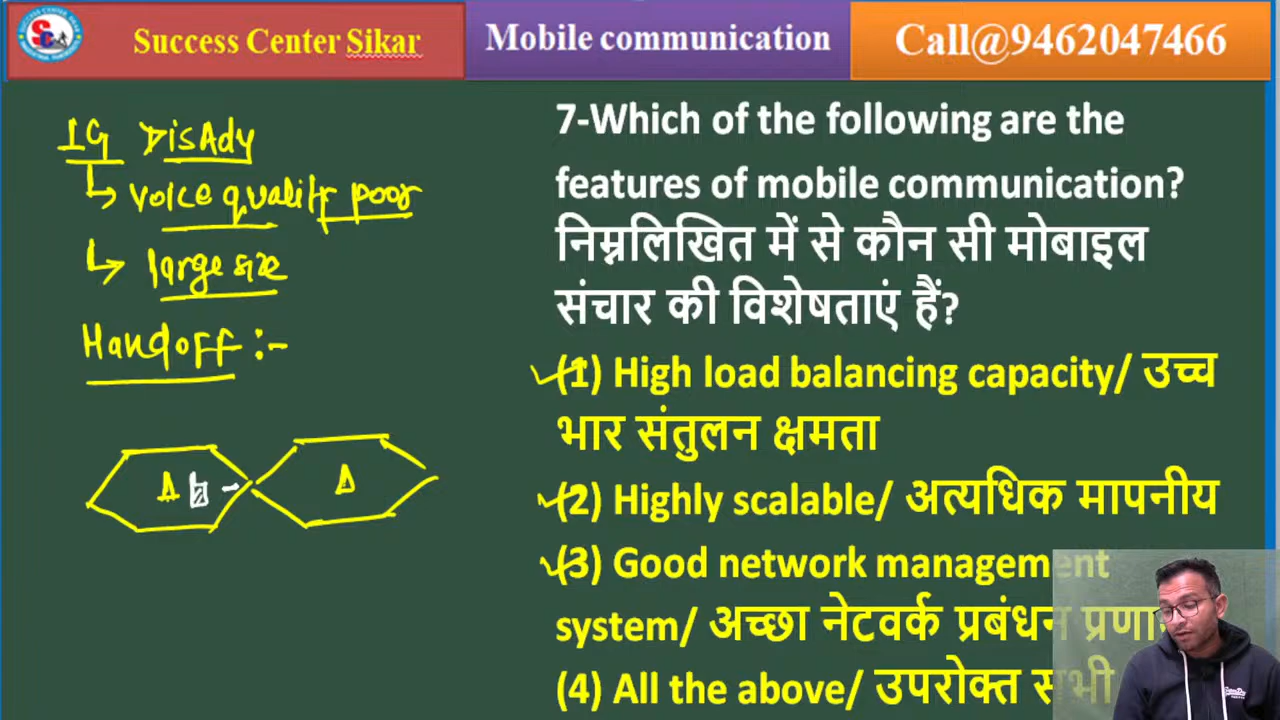 Success Center Sikar
Mobile communication
Call@9462047466
1G DisAdv
voice quality poor
large size
Handoff :-
7-Which of the following are the
features of mobile communication?
निम्नलिखित में से कौन सी मोबाइल
संचार की विशेषताएं हैं?
(1) High load balancing capacity/ उच्च
भार संतुलन क्षमता
(2) Highly scalable/ अत्यधिक मापनीय
(3) Good network management
system/ अच्छा नेटवर्क प्रबंधन
(4) All the above/ उपरोक्त सभी